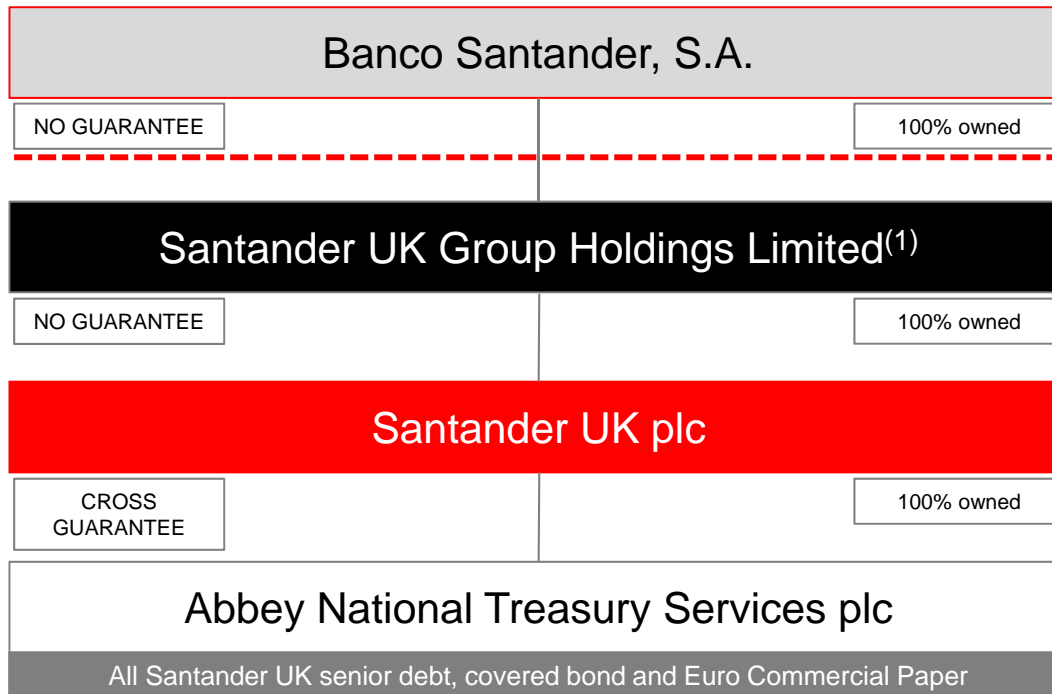 Banco Santander, S.A.
NO GUARANTEE
100% owned
Santander UK Group Holdings Limited(1)
NO GUARANTEE
100% owned
Santander UK plc
CROSS
GUARANTEE
100% owned
Abbey National Treasury Services plc
All Santander UK senior debt, covered bond and Euro Commercial Paper